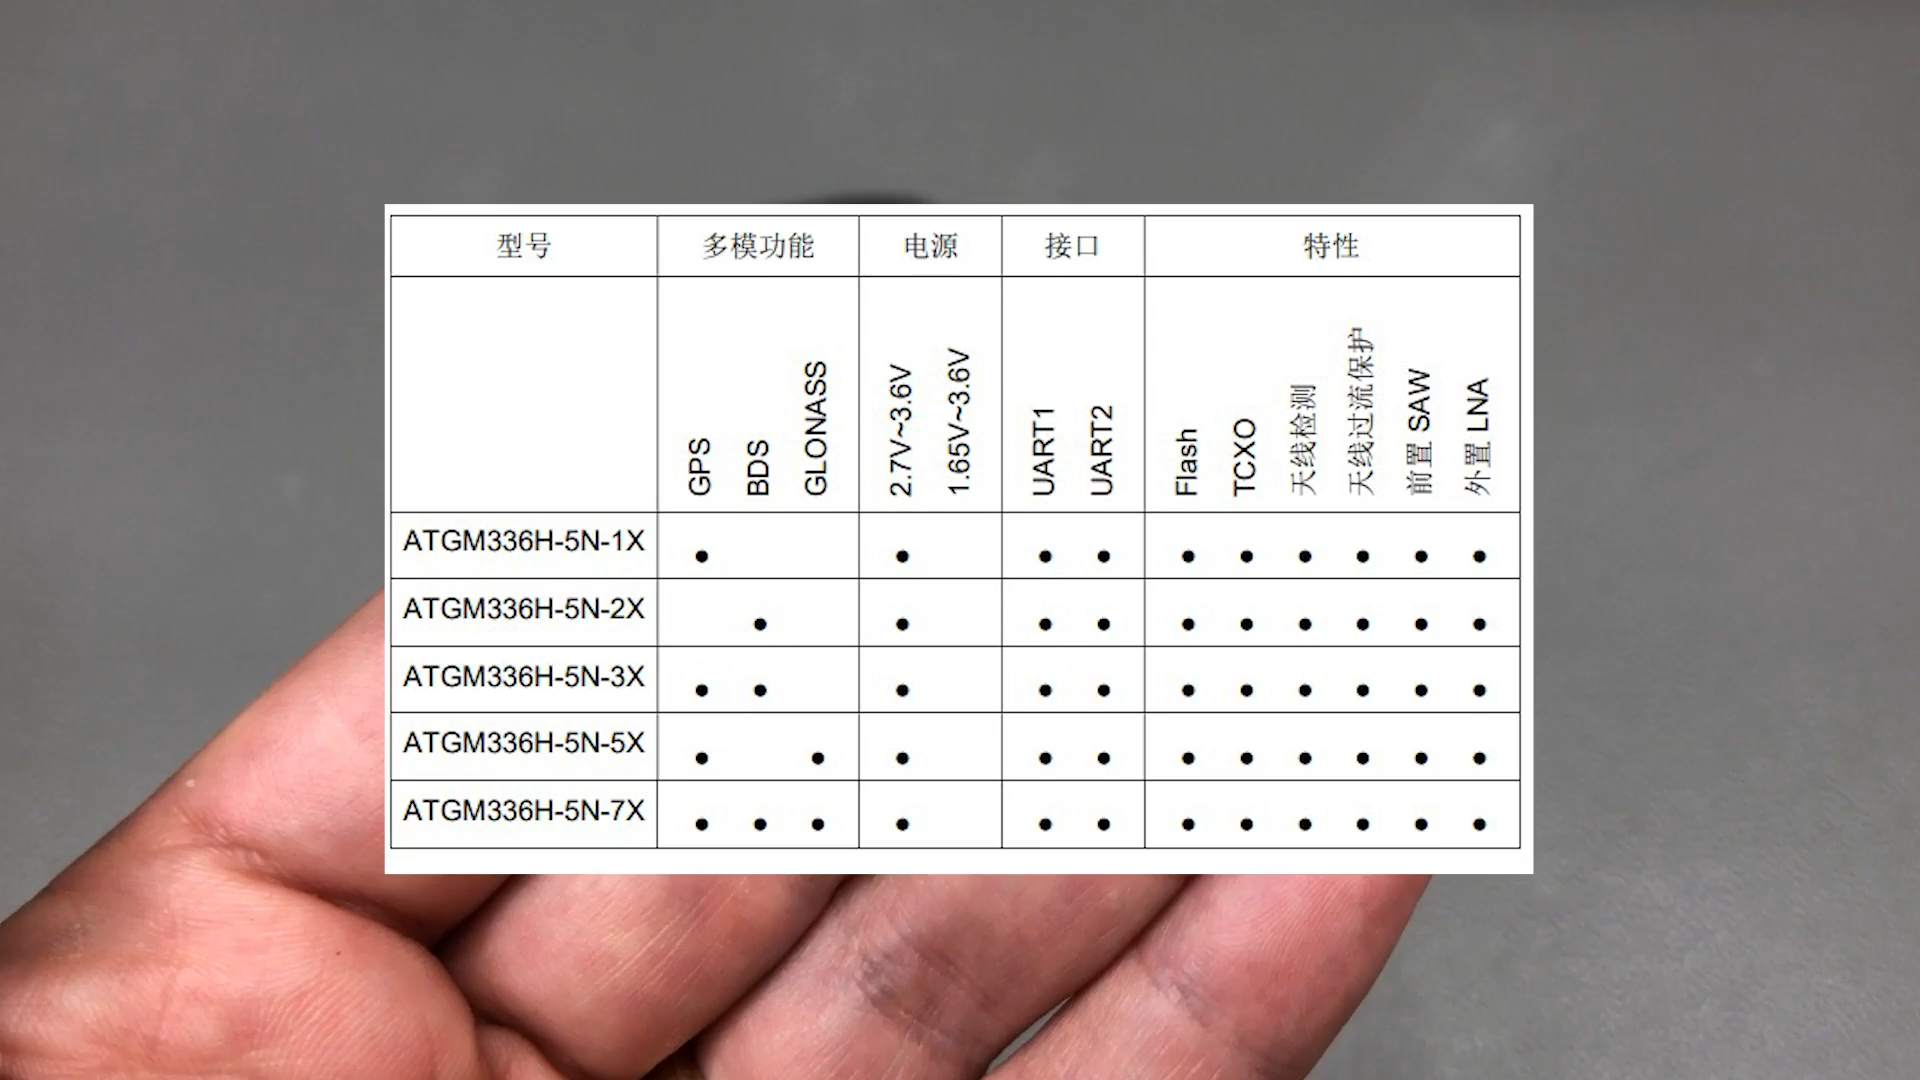 型号 多模功能 电源 接口 特性
GPS BDS GLONASS 2.7V~3.6V 1.65V~3.6V UART1 UART2 Flash TCXO 天线检测 天线过流保护 前置 SAW 外置 LNA
ATGM336H-5N-1X ● ● ● ● ● ● ● ● ● ●
ATGM336H-5N-2X ● ● ● ● ● ● ● ● ● ●
ATGM336H-5N-3X ● ● ● ● ● ● ● ● ● ● ●
ATGM336H-5N-5X ● ● ● ● ● ● ● ● ● ● ●
ATGM336H-5N-7X ● ● ● ● ● ● ● ● ● ● ● ●